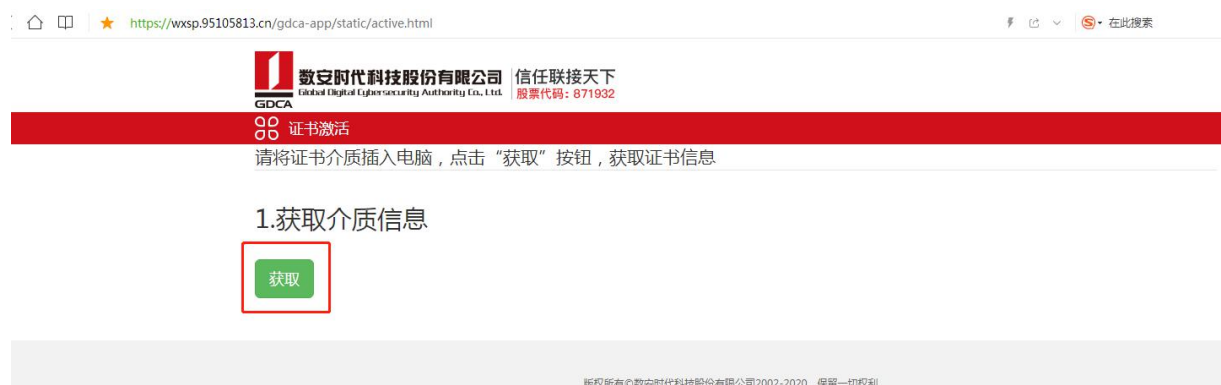 https://wxsp.95105813.cn/gdca-app/static/active.html
在此搜索
数安时代科技股份有限公司
信任联接天下
Global Digital Cybersecurity Authority Co., Ltd.
股票代码：871932
GDCA
证书激活
请将证书介质插入电脑，点击“获取”按钮，获取证书信息
1.获取介质信息
获取
版权所有©数安时代科技股份有限公司2002-2020 保留一切权利